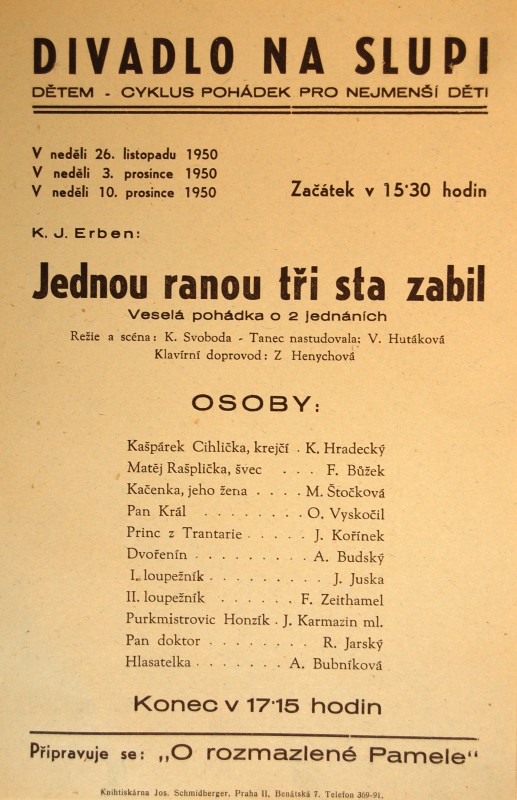 DIVADLO NA SLUPI
DĚTEM - CYKLUS POHÁDEK PRO NEJMENŠÍ DĚTI
V neděli 26. listopadu 1950
V neděli 3. prosince 1950
V neděli 10. prosince 1950
Začátek v 15·30 hodin
K. J. Erben:
Jednou ranou tři sta zabil
Veselá pohádka o 2 jednáních
Režie a scéna: K. Svoboda - Tanec nastudovala: V. Hutáková
Klavírní doprovod: Z Henychová
OSOBY:
Kašpárek Cihlička, krejčí . K. Hradecký
Matěj Rašplička, švec . . . F. Bůžek
Kačenka, jeho žena . . . . M. Štočková
Pan Král . . . . . . . . O. Vyskočil
Princ z Trantarie . . . . . J. Kořínek
Dvořenín . . . . . . . . . A. Budský
I. loupežník . . . . . . . . . J. Juska
II. loupežník . . . . . . F. Zeithamel
Purkmistrovic Honzík . J. Karmazin ml.
Pan doktor . . . . . . . . R. Jarský
Hlasatelka . . . . . . . A. Bubníková
Konec v 17·15 hodin
Připravuje se: „O rozmazlené Pamele"
Knihtiskárna Jos. Schmidberger, Praha II, Benátská 7. Telefon 369-91.